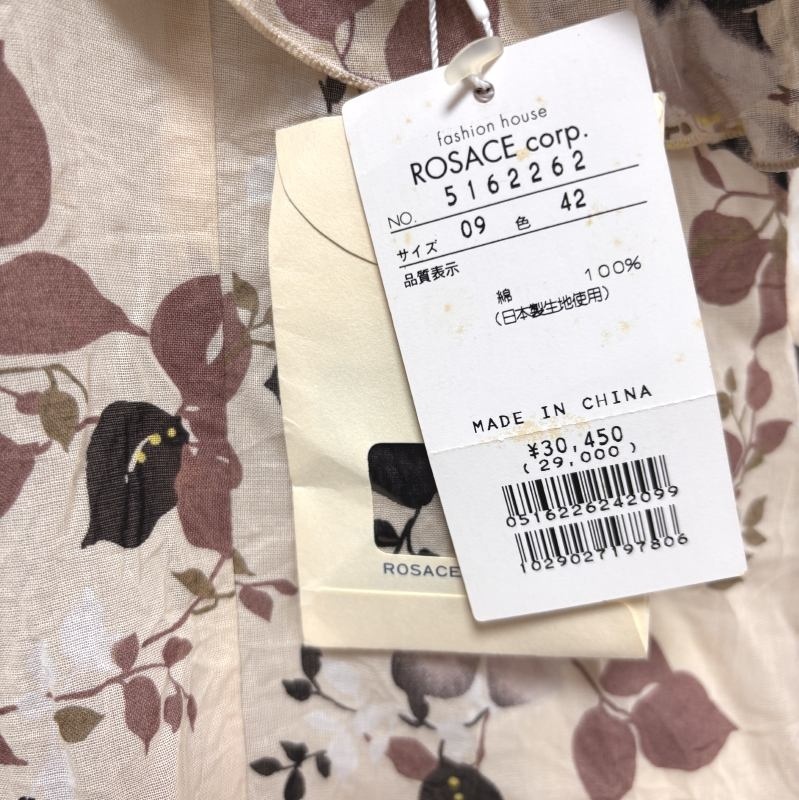 fashion house
ROSACE corp.
NO. 5162262
サイズ 09 色 42
品質表示
綿 100%
(日本製生地使用)
MADE IN CHINA
¥30,450
(29,000)
0516226242099
1029027197806
ROSACE